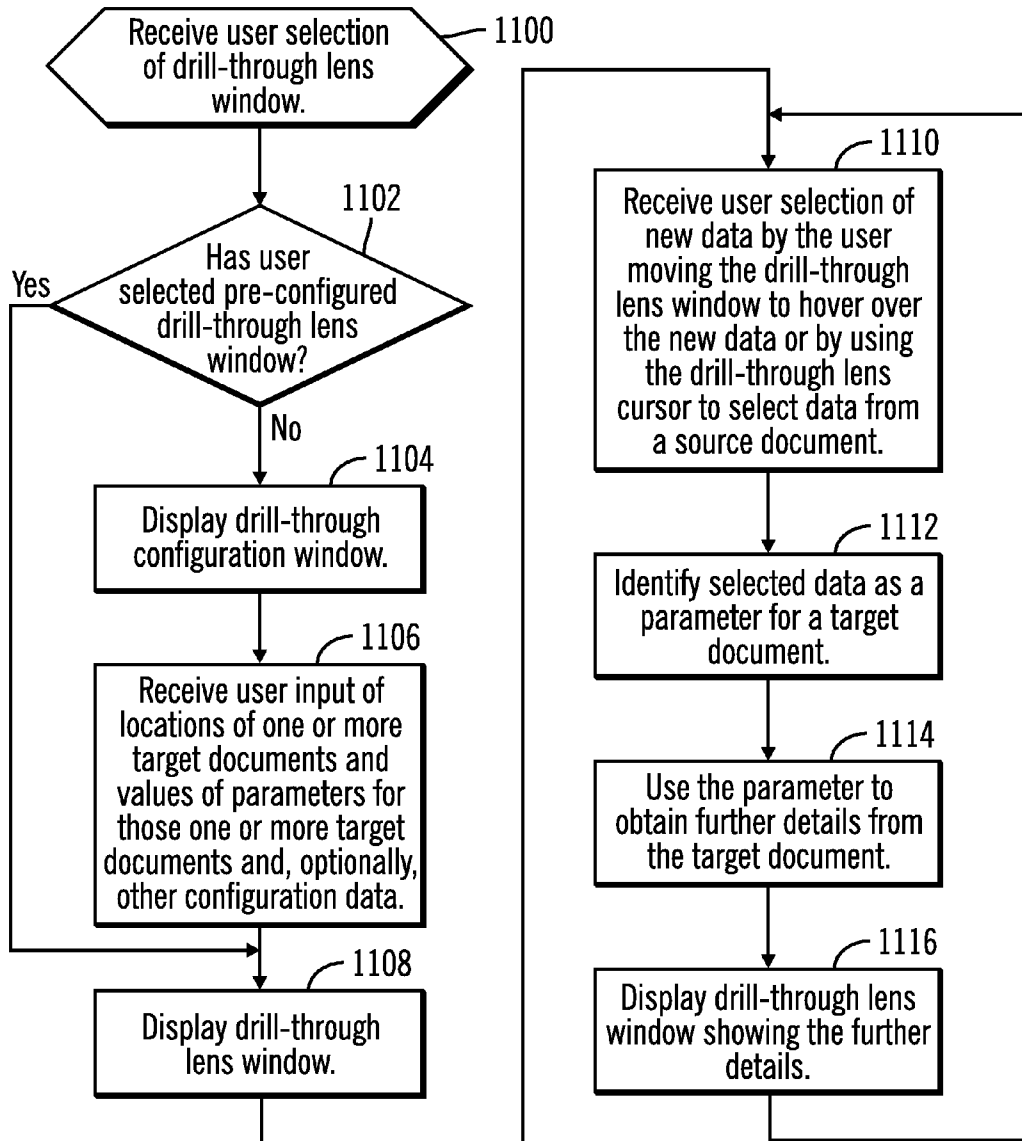 Receive user selection
of drill-through lens
window.
1100
1102
Has user
selected pre-configured
drill-through lens
window?
Yes
No
1104
Display drill-through
configuration window.
1106
Receive user input of
locations of one or more
target documents and
values of parameters for
those one or more target
documents and, optionally,
other configuration data.
1108
Display drill-through
lens window.
1110
Receive user selection of
new data by the user
moving the drill-through
lens window to hover over
the new data or by using
the drill-through lens
cursor to select data from
a source document.
1112
Identify selected data as a
parameter for a target
document.
1114
Use the parameter to
obtain further details from
the target document.
1116
Display drill-through lens
window showing the further
details.